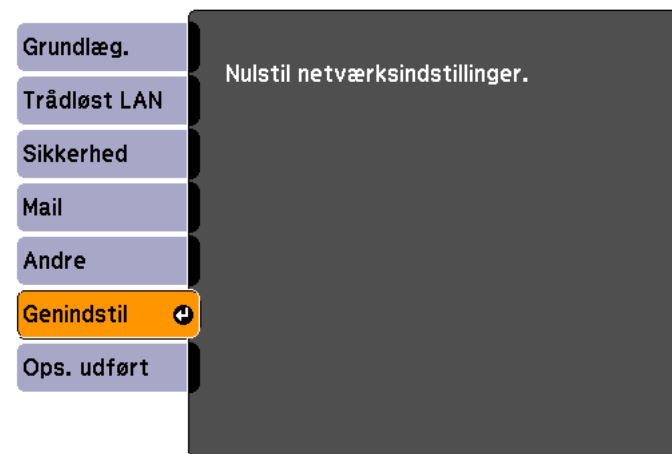 Grundlæg.
Trådløst LAN
Sikkerhed
Mail
Andre
Genindstil
Ops. udført
Nulstil netværksindstillinger.